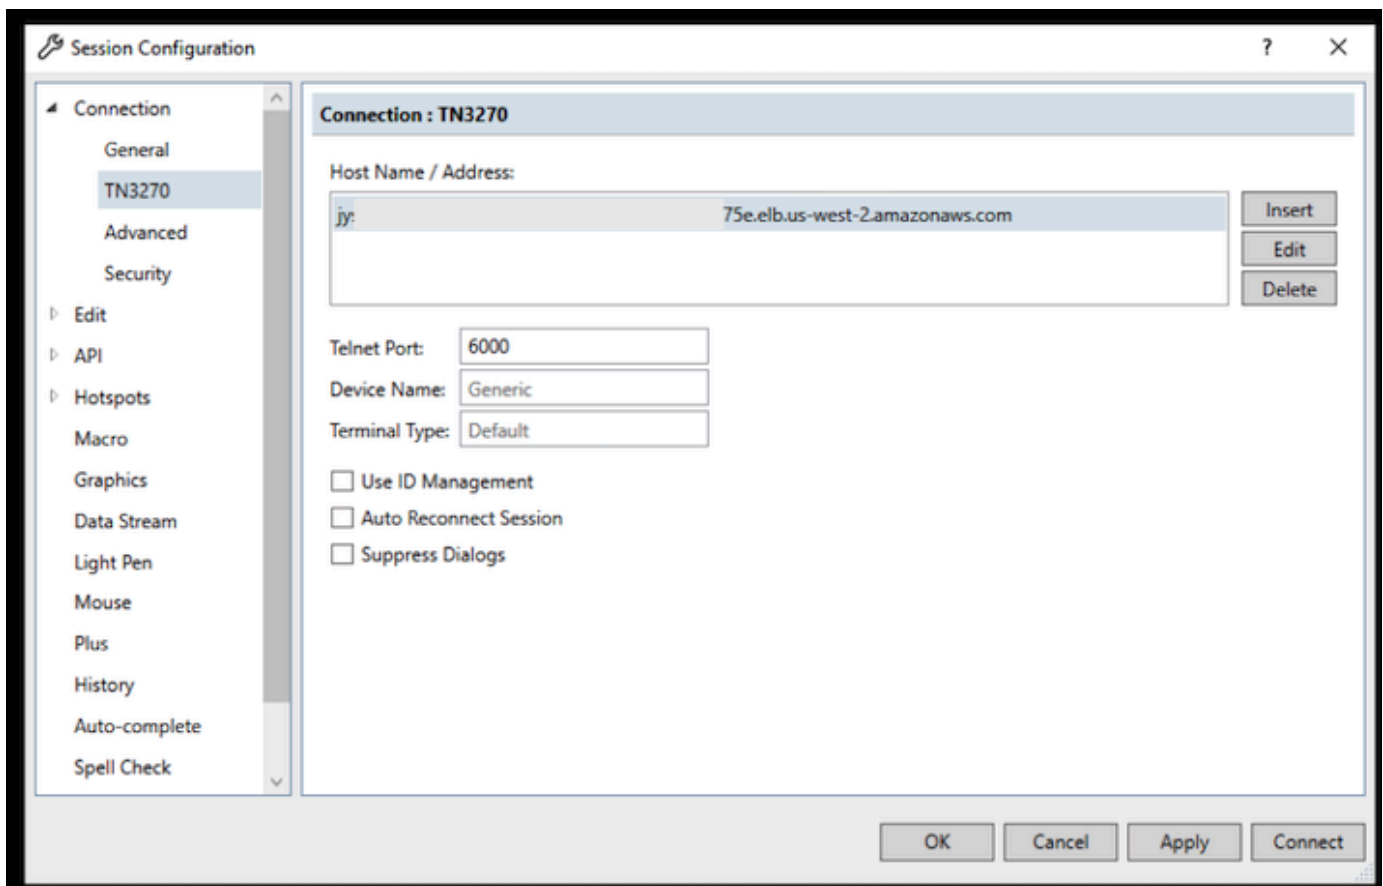 Session Configuration
?
Connection
General
TN3270
Advanced
Security
Edit
API
Hotspots
Macro
Graphics
Data Stream
Light Pen
Mouse
Plus
History
Auto-complete
Spell Check
Connection : TN3270
Host Name / Address:
jy: 75e.elb.us-west-2.amazonaws.com
Insert
Edit
Delete
Telnet Port: 6000
Device Name: Generic
Terminal Type: Default
Use ID Management
Auto Reconnect Session
Suppress Dialogs
OK Cancel Apply Connect